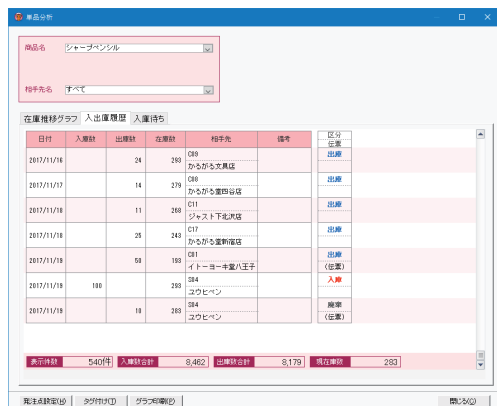 単品分析
商品名 シャープペンシル
相手先名 すべて
在庫推移グラフ 入出庫履歴 入庫待ち
日付 入庫数 出庫数 在庫数 相手先 備考 区分
伝票
2017/11/16 24 293 C09 出庫
かるがる文具店
2017/11/17 14 279 C08 出庫
かるがる堂四谷店
2017/11/18 11 268 C11 出庫
ジャスト下北沢店
2017/11/18 25 243 C17 出庫
かるがる堂新宿店
2017/11/19 50 193 C01 出庫
イトーヨーキ堂八王子 (伝票)
2017/11/19 100 293 S04 入庫
ユウヒペン
2017/11/19 10 283 S04 廃棄
ユウヒペン (伝票)
表示件数 540件 入庫数合計 8,462 出庫数合計 8,179 現在庫数 283
発注点設定(H) タグ付け(T) グラフ印刷(P) 閉じる(C)